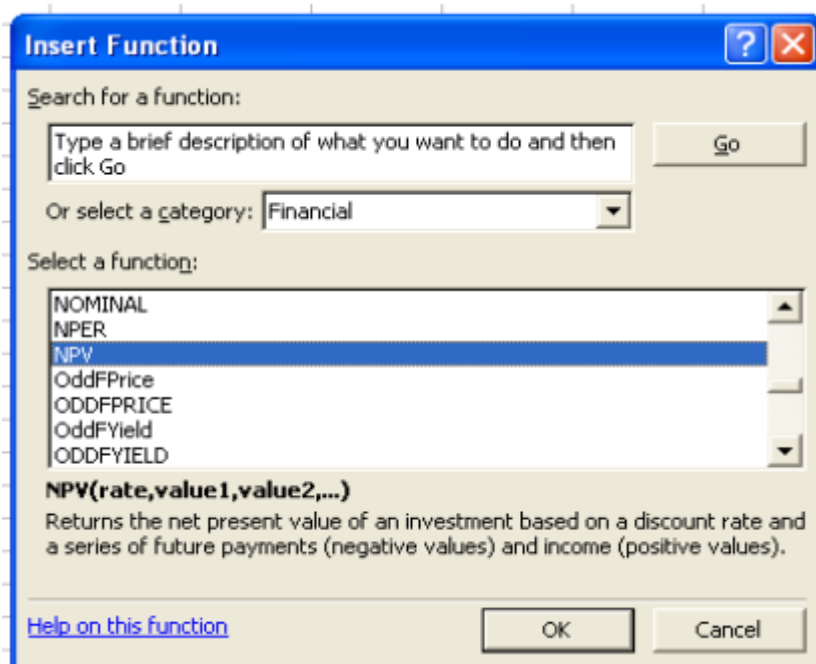 Insert Function
Search for a function:
Type a brief description of what you want to do and then
click Go
Go
Or select a category: Financial
Select a function:
NOMINAL
NPER
NPV
OddFPrice
ODDFPRICE
OddFYield
ODDFYIELD
NPV(rate,value1,value2,...)
Returns the net present value of an investment based on a discount rate and
a series of future payments (negative values) and income (positive values).
Help on this function
OK
Cancel